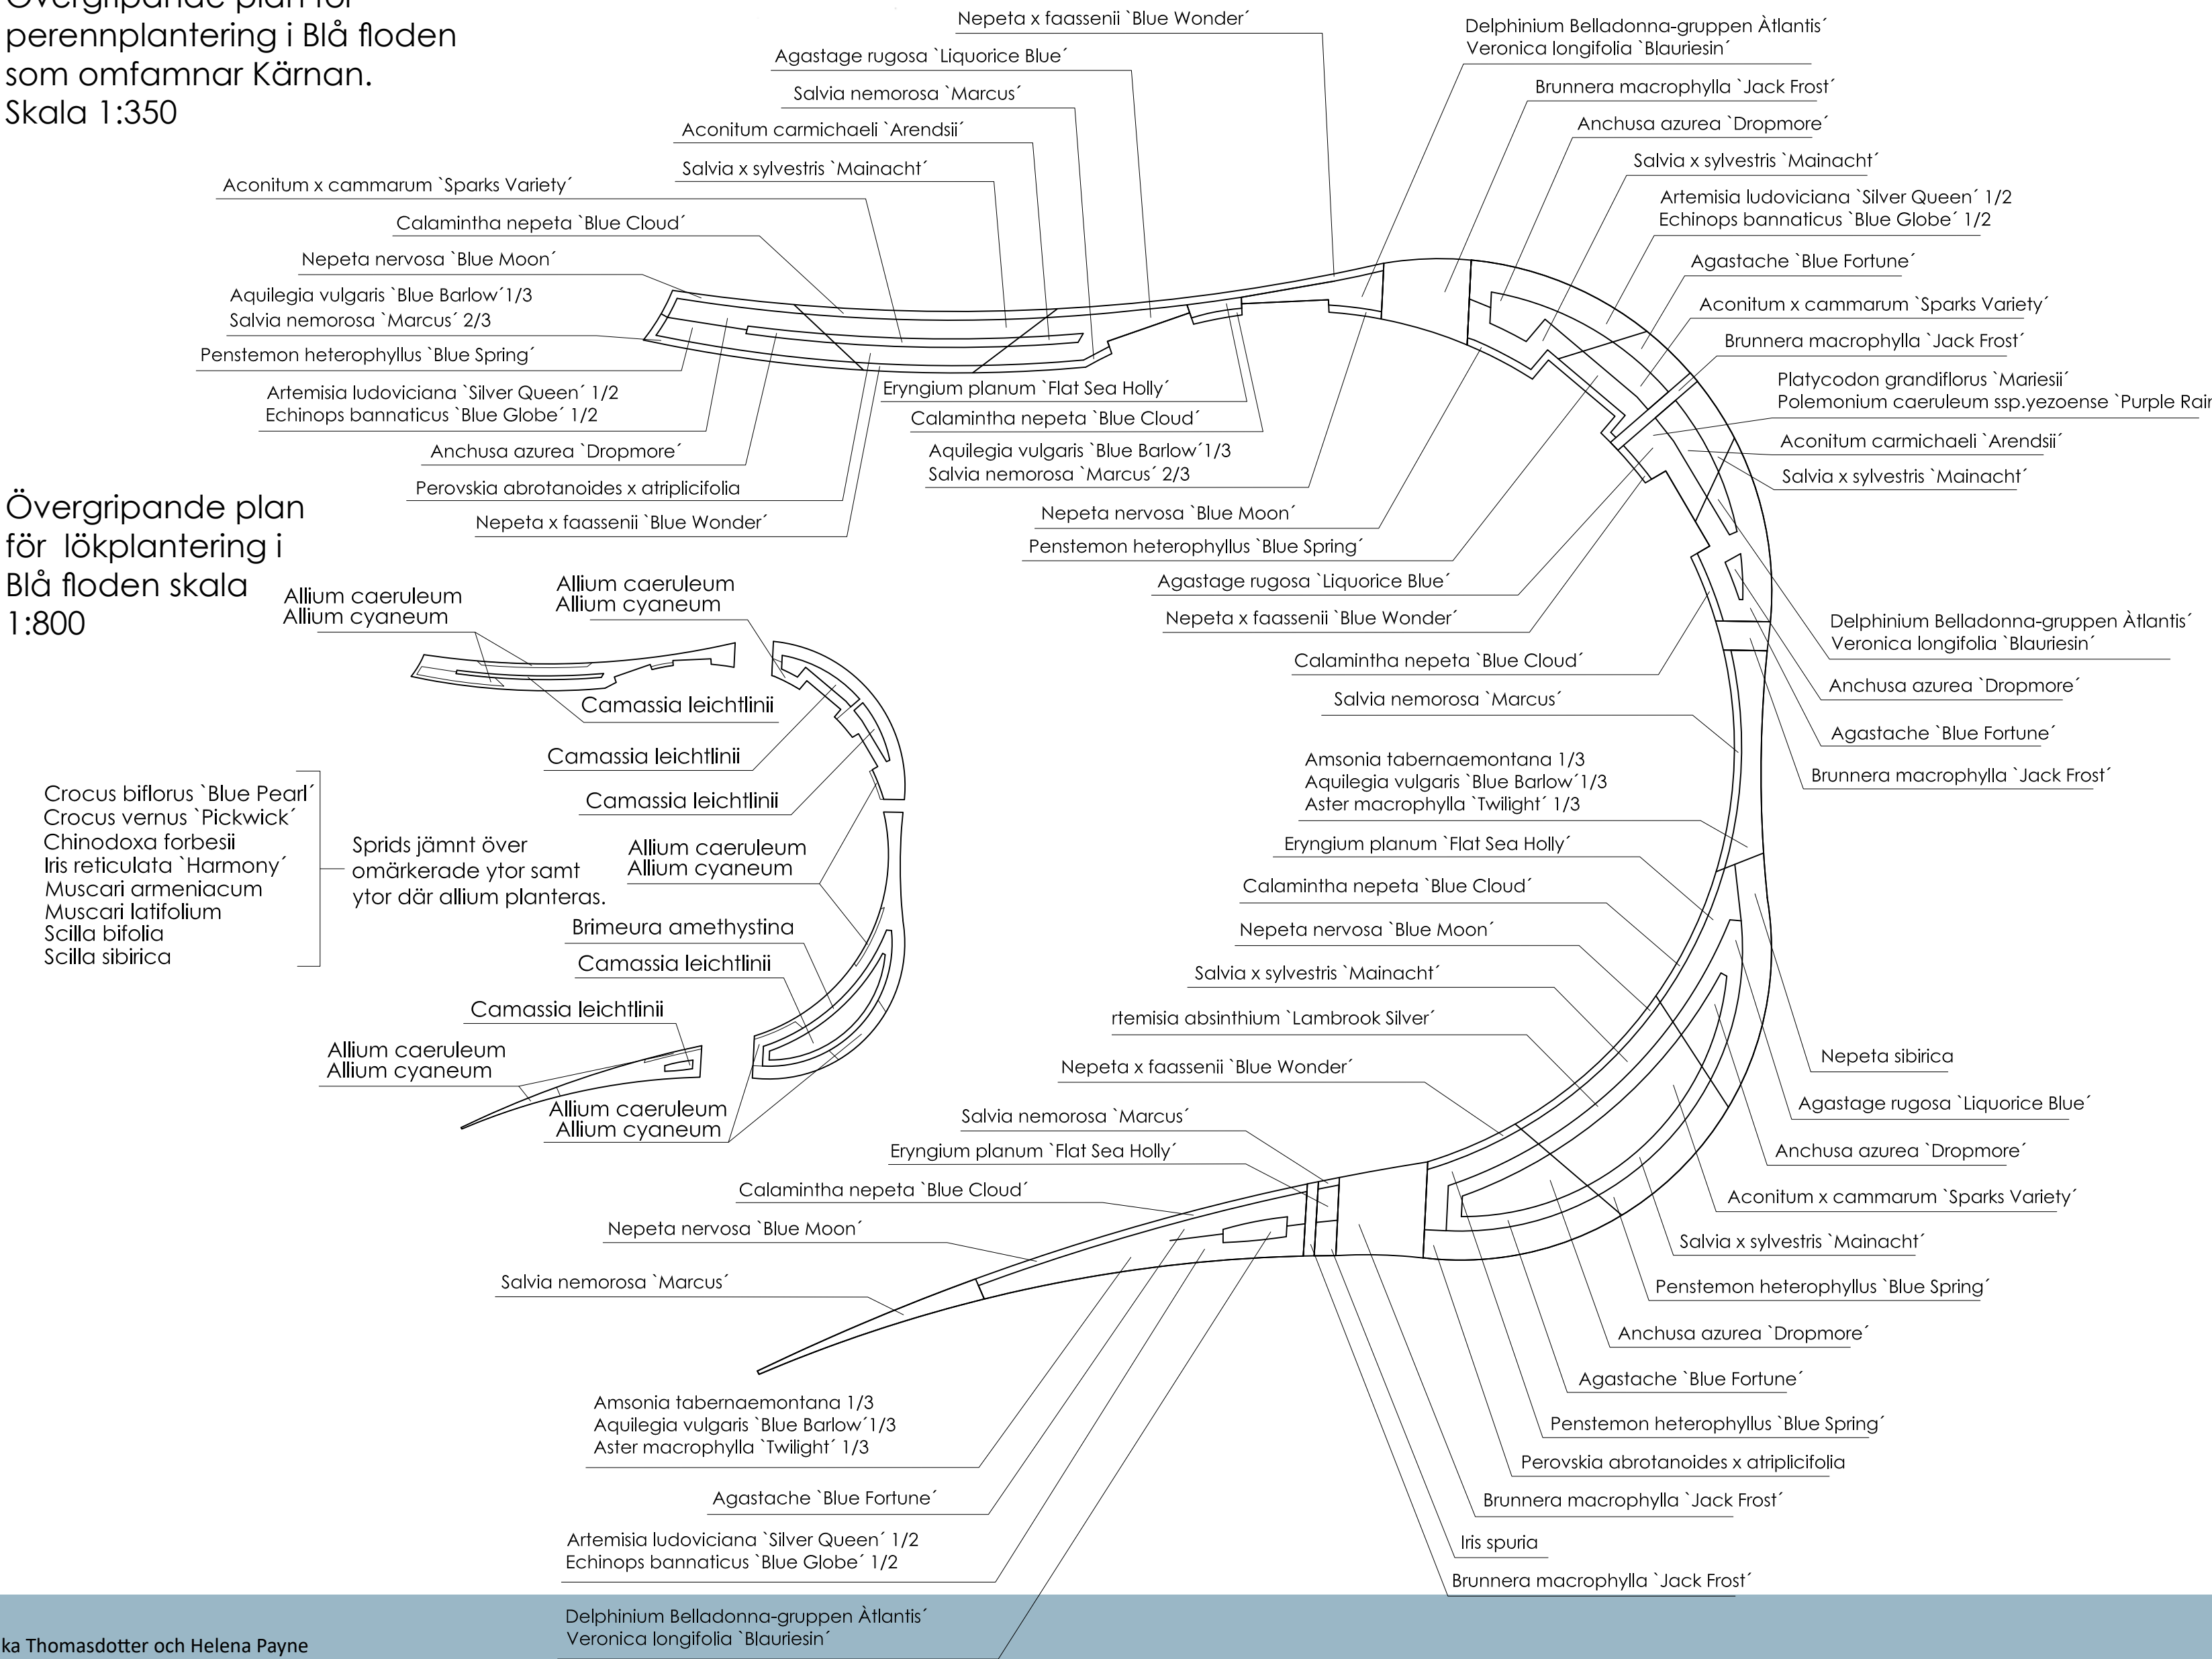 Övergripande plan för
perennplantering i Blå floden
som omfamnar Kärnan.
Skala 1:350
Nepeta x faassenii `Blue Wonder´
Agastage rugosa `Liquorice Blue´
Salvia nemorosa `Marcus´
Aconitum carmichaeli `Arendsii´
Salvia x sylvestris `Mainacht´
Aconitum x cammarum `Sparks Variety´
Calamintha nepeta `Blue Cloud´
Nepeta nervosa `Blue Moon´
Aquilegia vulgaris `Blue Barlow´1/3
Salvia nemorosa `Marcus´ 2/3
Penstemon heterophyllus `Blue Spring´
Artemisia ludoviciana `Silver Queen´ 1/2
Echinops bannaticus `Blue Globe´ 1/2
Anchusa azurea `Dropmore´
Perovskia abrotanoides x atriplicifolia
Nepeta x faassenii `Blue Wonder´
Eryngium planum `Flat Sea Holly´
Calamintha nepeta `Blue Cloud´
Aquilegia vulgaris `Blue Barlow´1/3
Salvia nemorosa `Marcus´ 2/3
Nepeta nervosa `Blue Moon´
Penstemon heterophyllus `Blue Spring´
Agastage rugosa `Liquorice Blue´
Nepeta x faassenii `Blue Wonder´
Calamintha nepeta `Blue Cloud´
Salvia nemorosa `Marcus´
Amsonia tabernaemontana 1/3
Aquilegia vulgaris `Blue Barlow´1/3
Aster macrophylla `Twilight´ 1/3
Eryngium planum `Flat Sea Holly´
Calamintha nepeta `Blue Cloud´
Nepeta nervosa `Blue Moon´
Salvia x sylvestris `Mainacht´
rtemisia absinthium `Lambrook Silver´
Nepeta x faassenii `Blue Wonder´
Salvia nemorosa `Marcus´
Eryngium planum `Flat Sea Holly´
Calamintha nepeta `Blue Cloud´
Nepeta nervosa `Blue Moon´
Salvia nemorosa `Marcus´
Amsonia tabernaemontana 1/3
Aquilegia vulgaris `Blue Barlow´1/3
Aster macrophylla `Twilight´ 1/3
Agastache `Blue Fortune´
Artemisia ludoviciana `Silver Queen´ 1/2
Echinops bannaticus `Blue Globe´ 1/2
Delphinium Belladonna-gruppen Àtlantis´
Veronica longifolia `Blauriesin´
Delphinium Belladonna-gruppen Àtlantis´
Veronica longifolia `Blauriesin´
Brunnera macrophylla `Jack Frost´
Anchusa azurea `Dropmore´
Salvia x sylvestris `Mainacht´
Artemisia ludoviciana `Silver Queen´ 1/2
Echinops bannaticus `Blue Globe´ 1/2
Agastache `Blue Fortune´
Aconitum x cammarum `Sparks Variety´
Brunnera macrophylla `Jack Frost´
Platycodon grandiflorus `Mariesii´
Polemonium caeruleum ssp.yezoense `Purple Rain
Aconitum carmichaeli `Arendsii´
Salvia x sylvestris `Mainacht´
Delphinium Belladonna-gruppen Àtlantis´
Veronica longifolia `Blauriesin´
Anchusa azurea `Dropmore´
Agastache `Blue Fortune´
Brunnera macrophylla `Jack Frost´
Nepeta sibirica
Agastage rugosa `Liquorice Blue´
Anchusa azurea `Dropmore´
Aconitum x cammarum `Sparks Variety´
Salvia x sylvestris `Mainacht´
Penstemon heterophyllus `Blue Spring´
Anchusa azurea `Dropmore´
Agastache `Blue Fortune´
Penstemon heterophyllus `Blue Spring´
Perovskia abrotanoides x atriplicifolia
Brunnera macrophylla `Jack Frost´
Iris spuria
Brunnera macrophylla `Jack Frost´
Övergripande plan
för lökplantering i
Blå floden skala
1:800
Allium caeruleum
Allium cyaneum
Allium caeruleum
Allium cyaneum
Camassia leichtlinii
Camassia leichtlinii
Camassia leichtlinii
Allium caeruleum
Allium cyaneum
Brimeura amethystina
Camassia leichtlinii
Camassia leichtlinii
Allium caeruleum
Allium cyaneum
Allium caeruleum
Allium cyaneum
Crocus biflorus `Blue Pearl´
Crocus vernus `Pickwick´
Chinodoxa forbesii
Iris reticulata `Harmony´
Muscari armeniacum
Muscari latifolium
Scilla bifolia
Scilla sibirica
Sprids jämnt över
omärkerade ytor samt
ytor där allium planteras.
ka Thomasdotter och Helena Payne